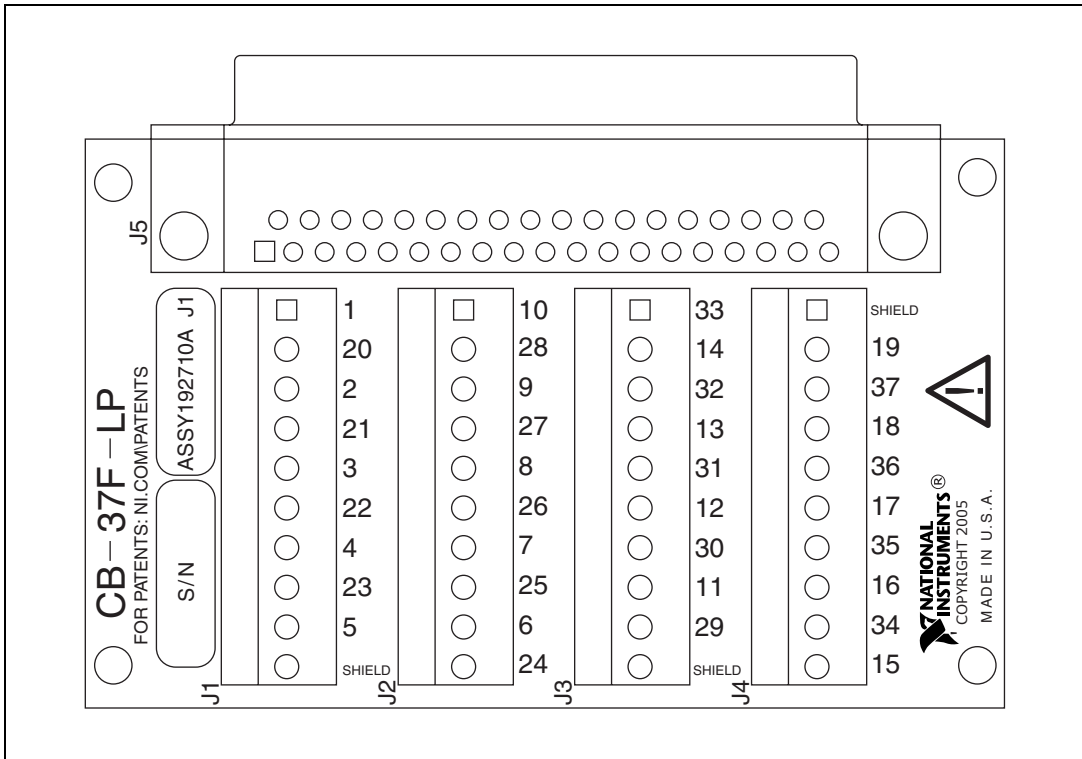 J5
CB-37F-LP
FOR PATENTS: NI.COM\PATENTS
ASSY192710A J1
S/N
J1
1
20
2
21
3
22
4
23
5
SHIELD
J2
10
28
9
27
8
26
7
25
6
24
J3
33
14
32
13
31
12
30
11
29
SHIELD
J4
SHIELD
19
37
18
36
17
35
16
34
15
!
NATIONAL
INSTRUMENTS®
COPYRIGHT 2005
MADE IN U.S.A.